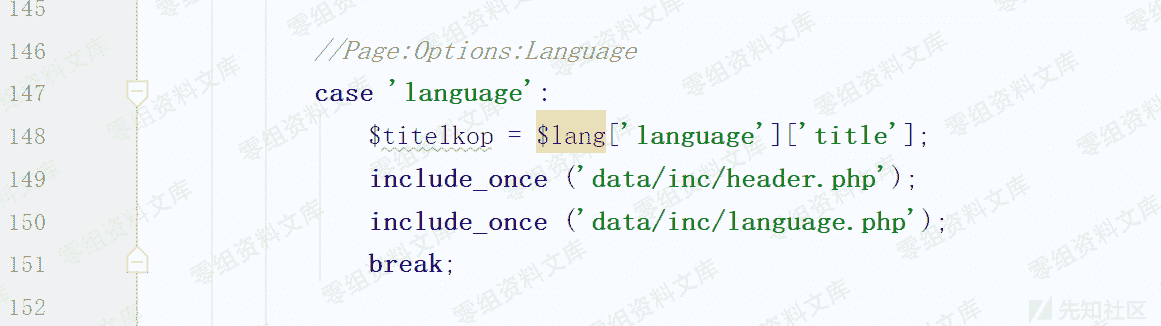 145
146 //Page:Options:Language
147 case 'language':
148 $titelkop = $lang['language']['title'];
149 include_once ('data/inc/header.php');
150 include_once ('data/inc/language.php');
151 break;
152
零组资料文库
先知社区